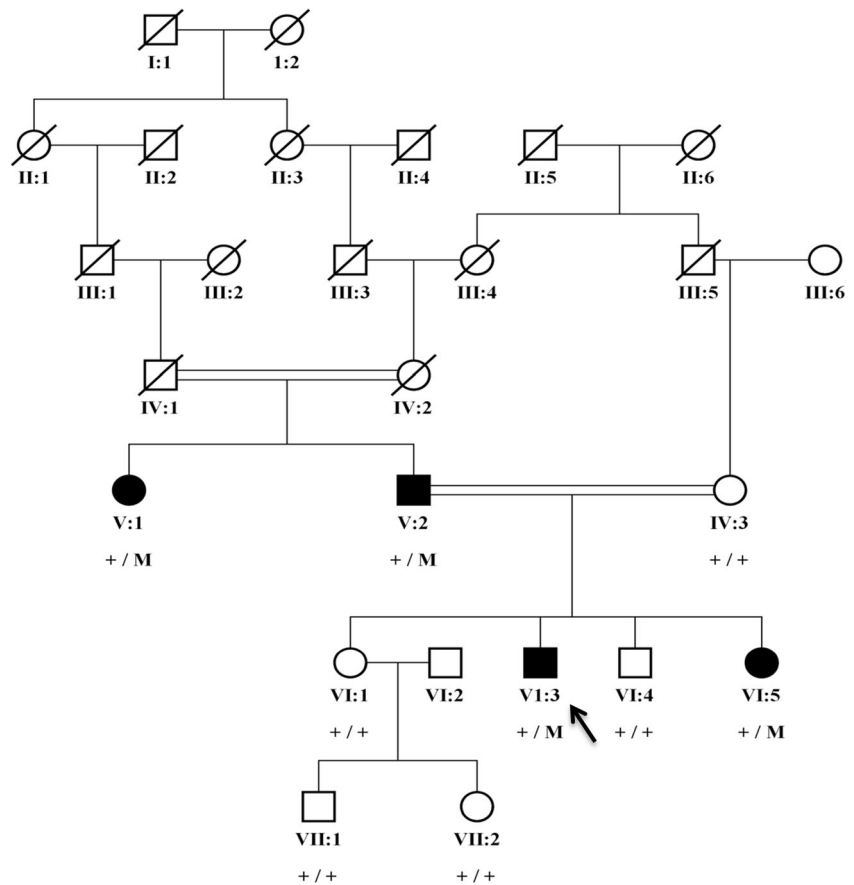 I:1 1:2
II:1 II:2 II:3 II:4 II:5 II:6
III:1 III:2 III:3 III:4 III:5 III:6
IV:1 IV:2
V:1 V:2 IV:3
+ / M + / M + / +
VI:1 VI:2 V1:3 VI:4 VI:5
+ / + + / M + / + + / M
VII:1 VII:2
+ / + + / +